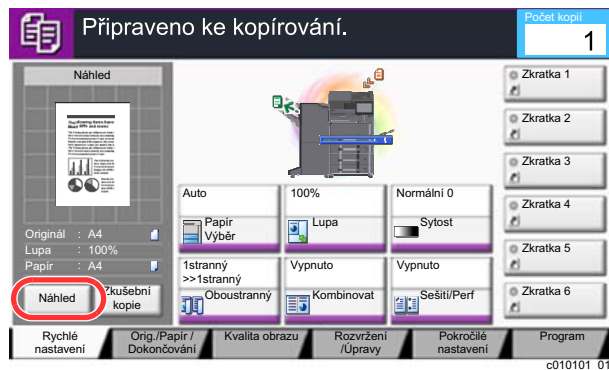 Připraveno ke kopírování.
Počet kopií
1
Náhled
Originál : A4
Lupa : 100%
Papír : A4
Náhled
Zkušební
kopie
Auto
Papír
Výběr
100%
Lupa
Normální 0
Sytost
1stranný
>>1stranný
Oboustranný
Vypnuto
Kombinovat
Vypnuto
Sešití/Perf
Zkratka 1
Zkratka 2
Zkratka 3
Zkratka 4
Zkratka 5
Zkratka 6
Rychlé
nastavení
Orig./Papír /
Dokončování
Kvalita obrazu
Rozvržení
/Úpravy
Pokročilé
nastavení
Program
c010101_01